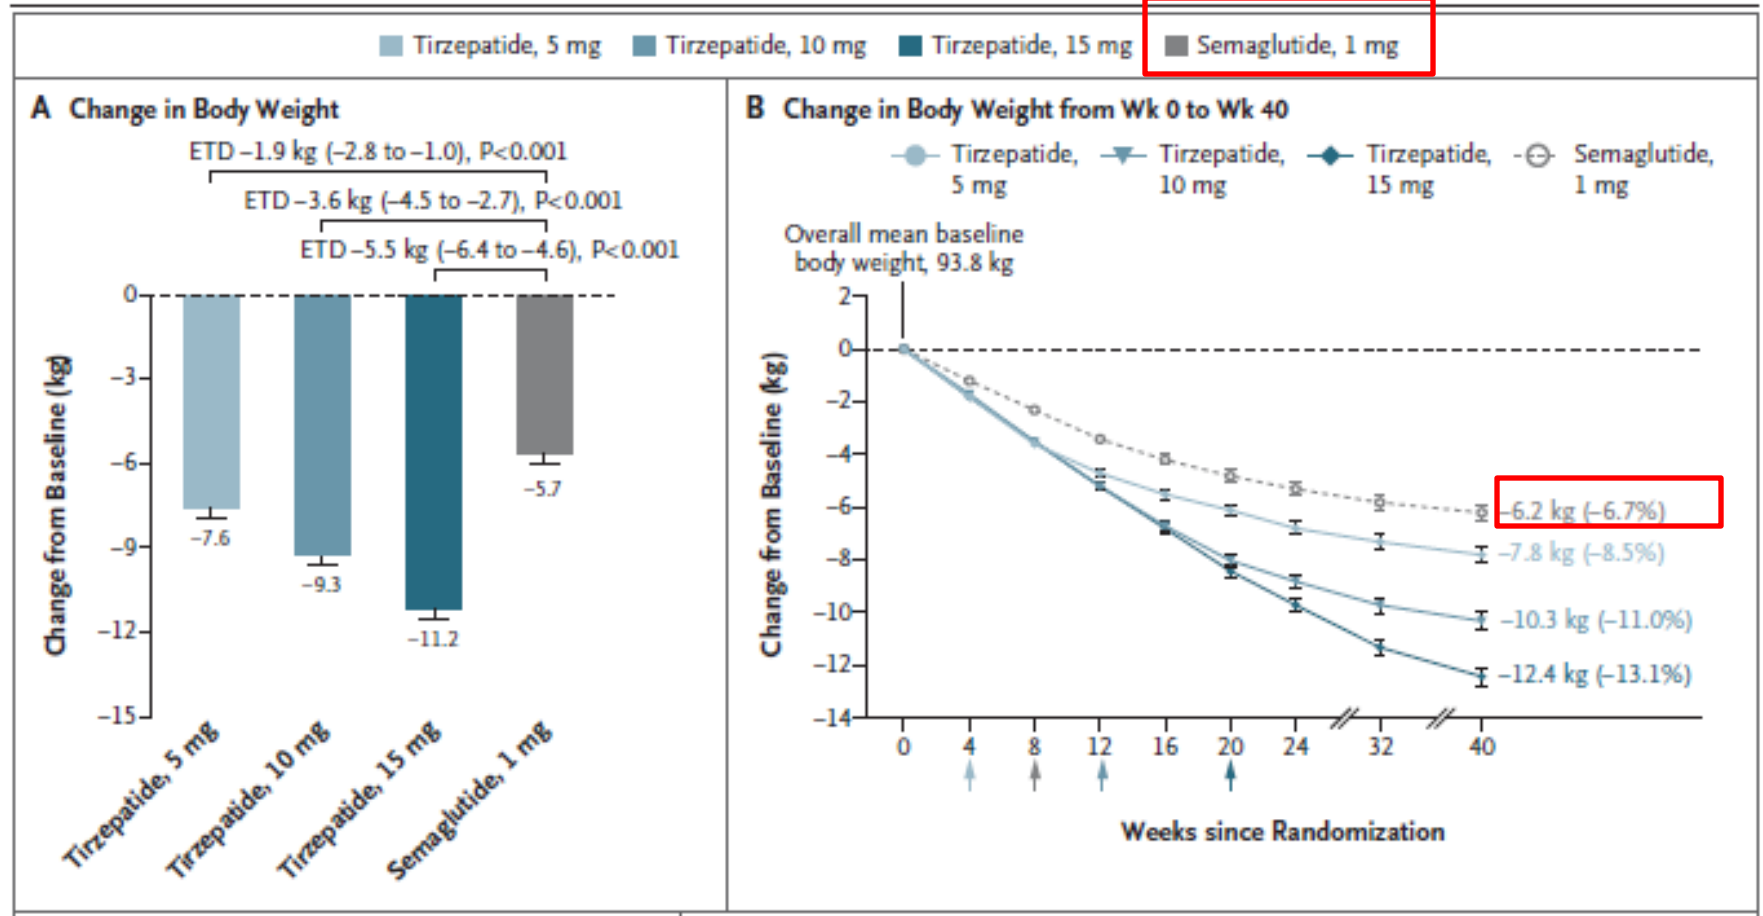 Tirzepatide, 5 mg Tirzepatide, 10 mg Tirzepatide, 15 mg Semaglutide, 1 mg
A Change in Body Weight
ETD –1.9 kg (–2.8 to –1.0), P<0.001
ETD –3.6 kg (–4.5 to –2.7), P<0.001
ETD –5.5 kg (–6.4 to –4.6), P<0.001
Change from Baseline (kg)
0
–3
–6
–9
–12
–15
–7.6
–9.3
–11.2
–5.7
Tirzepatide, 5 mg
Tirzepatide, 10 mg
Tirzepatide, 15 mg
Semaglutide, 1 mg
B Change in Body Weight from Wk 0 to Wk 40
Tirzepatide, 5 mg
Tirzepatide, 10 mg
Tirzepatide, 15 mg
Semaglutide, 1 mg
Overall mean baseline
body weight, 93.8 kg
Change from Baseline (kg)
2
0
–2
–4
–6
–8
–10
–12
–14
–6.2 kg (–6.7%)
–7.8 kg (–8.5%)
–10.3 kg (–11.0%)
–12.4 kg (–13.1%)
0 4 8 12 16 20 24 32 40
Weeks since Randomization